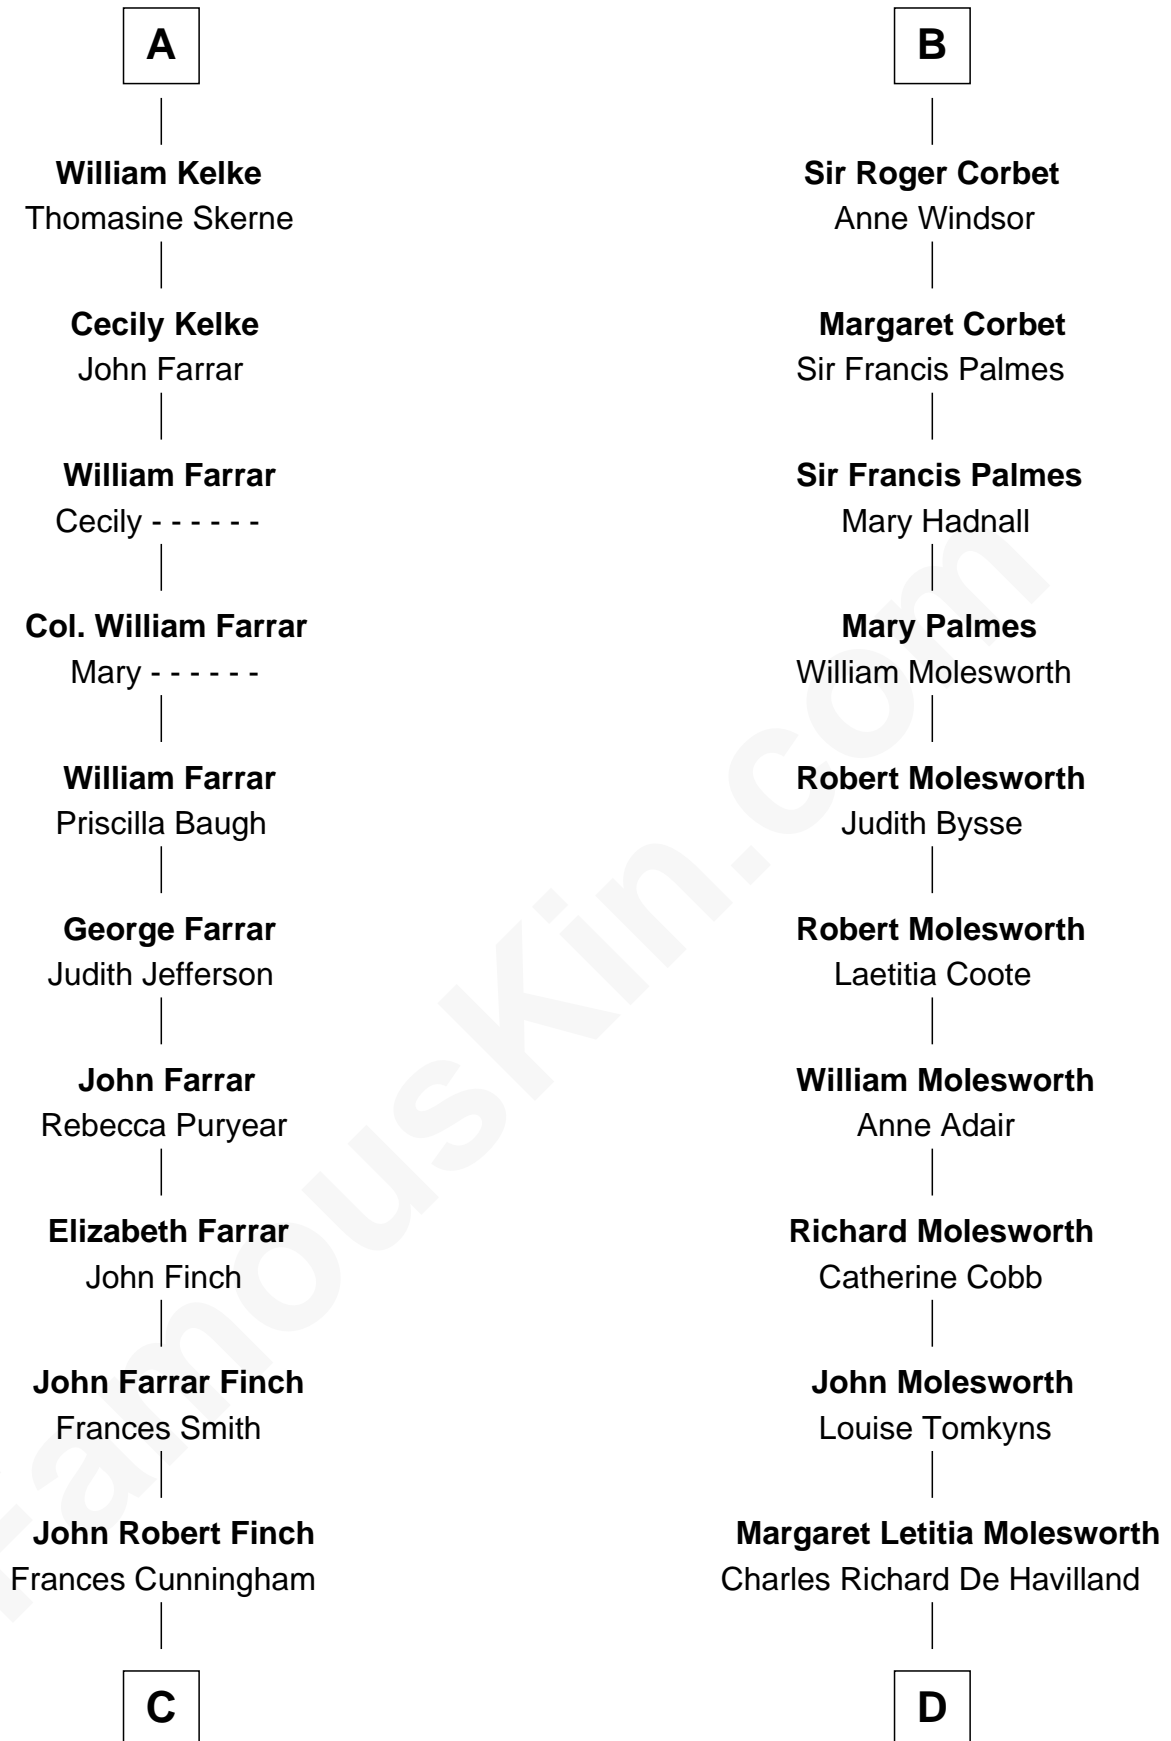 A
William Kelke
Thomasine Skerne
Cecily Kelke
John Farrar
William Farrar
Cecily - - - - - -
Col. William Farrar
Mary - - - - - -
William Farrar
Priscilla Baugh
George Farrar
Judith Jefferson
John Farrar
Rebecca Puryear
Elizabeth Farrar
John Finch
John Farrar Finch
Frances Smith
John Robert Finch
Frances Cunningham
C
B
Sir Roger Corbet
Anne Windsor
Margaret Corbet
Sir Francis Palmes
Sir Francis Palmes
Mary Hadnall
Mary Palmes
William Molesworth
Robert Molesworth
Judith Bysse
Robert Molesworth
Laetitia Coote
William Molesworth
Anne Adair
Richard Molesworth
Catherine Cobb
John Molesworth
Louise Tomkyns
Margaret Letitia Molesworth
Charles Richard De Havilland
D
FamousKin.com